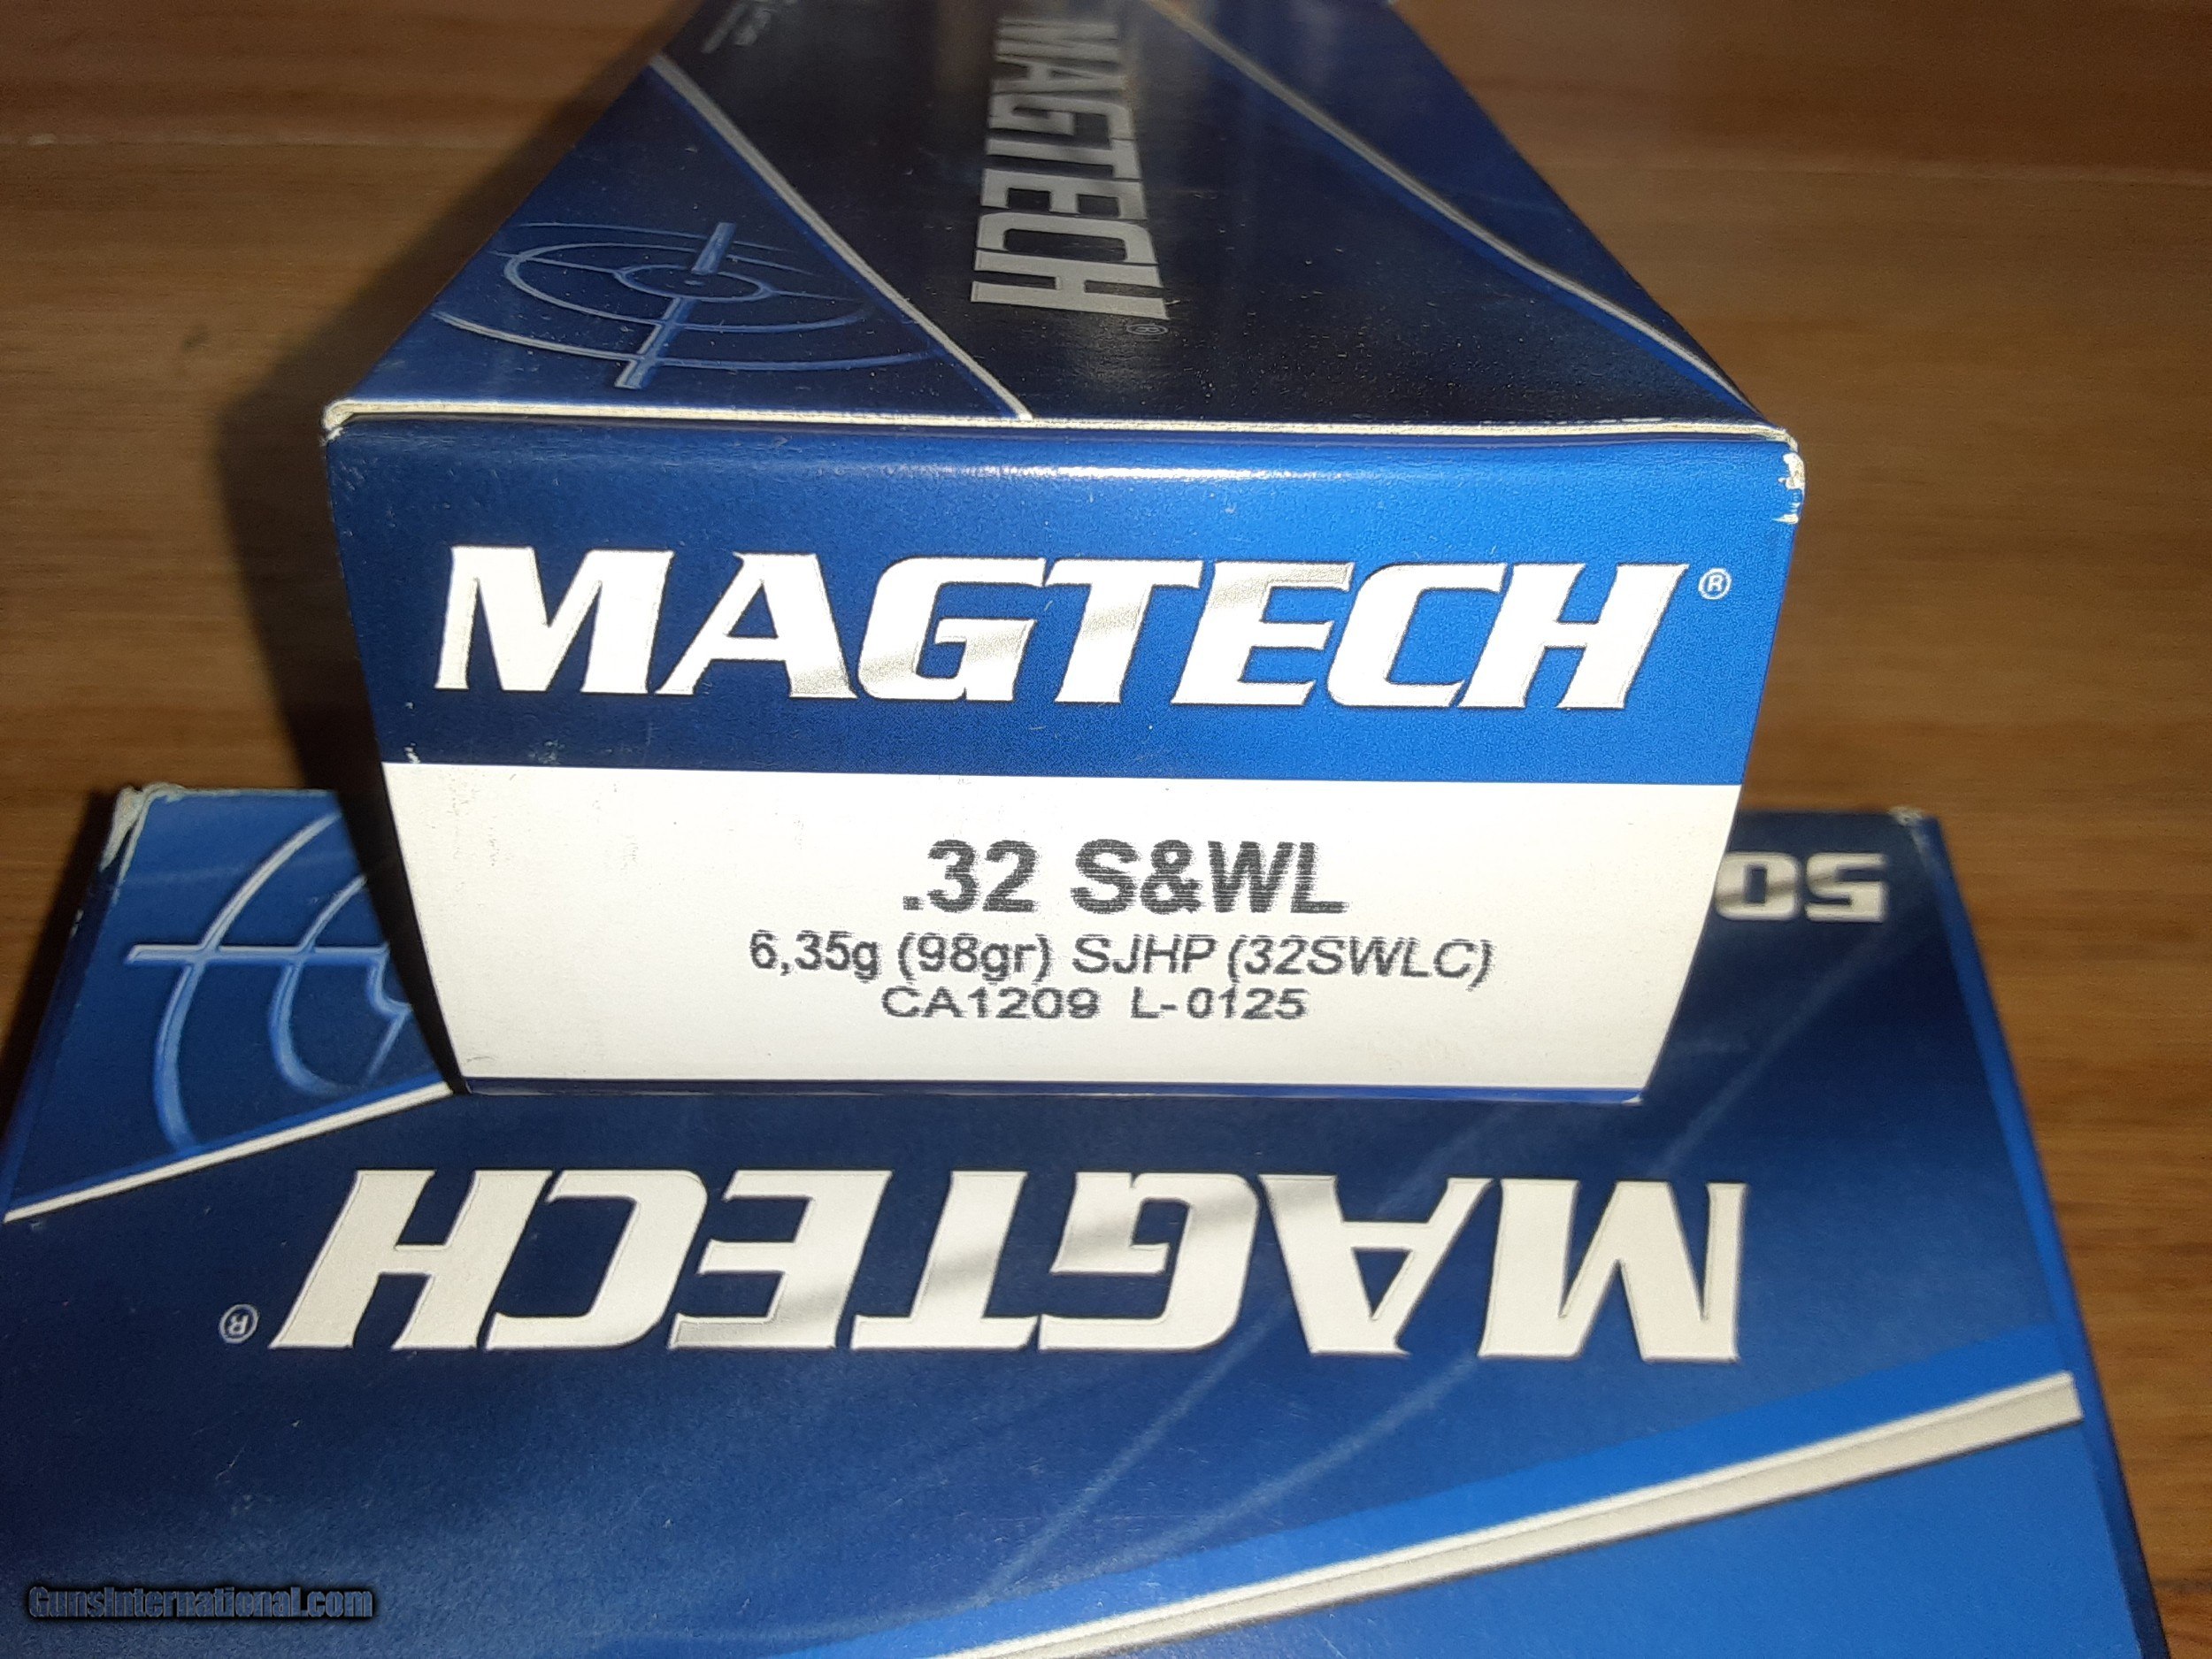 MAGTECH®
MAGTECH®
.32 S&WL
6,35g (98gr) SJHP (32SWLC)
CA1209 L-0125
50
MAGTECH®
GunsInternational.com